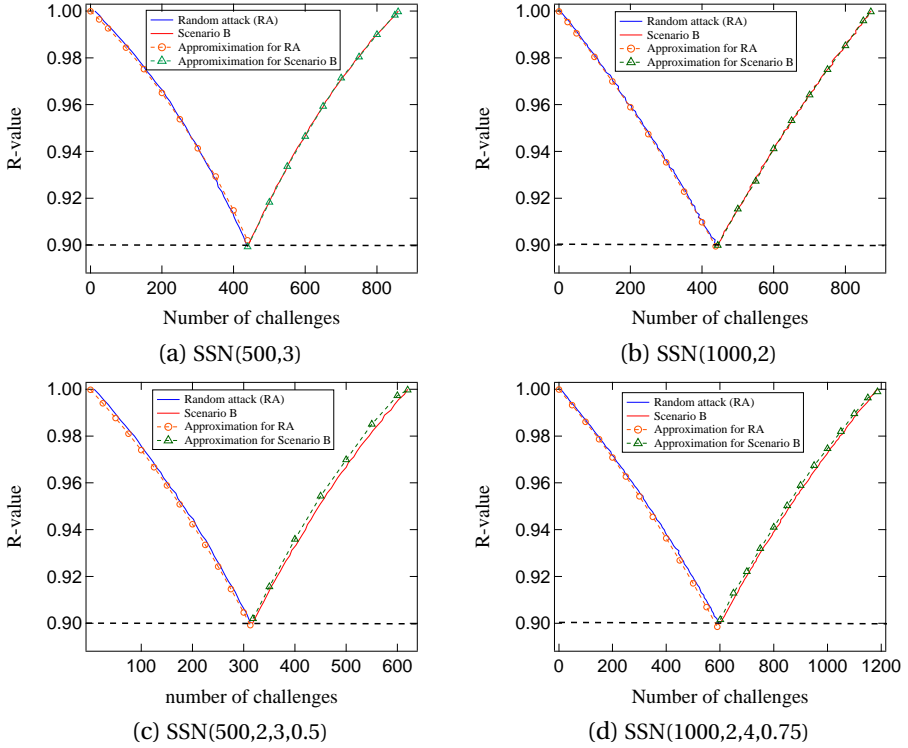 1.00
0.98
0.96
0.94
0.92
0.90
R-value
Random attack (RA)
Scenario B
Appromiximation for RA
Appromiximation for Scenario B
0 200 400 600 800
Number of challenges
(a) SSN(500,3)
1.00
0.98
0.96
0.94
0.92
0.90
R-value
Random attack (RA)
Scenario B
Approximation for RA
Approximation for Scenario B
0 200 400 600 800
Number of challenges
(b) SSN(1000,2)
1.00
0.98
0.96
0.94
0.92
0.90
R-value
Random attack (RA)
Scenario B
Approximation for RA
Approximation for Scenario B
100 200 300 400 500 600
number of challenges
(c) SSN(500,2,3,0.5)
1.00
0.98
0.96
0.94
0.92
0.90
R-value
Random attack (RA)
Scenario B
Approximation for RA
Approximation for Scenario B
0 200 400 600 800 1000 1200
Number of challenges
(d) SSN(1000,2,4,0.75)